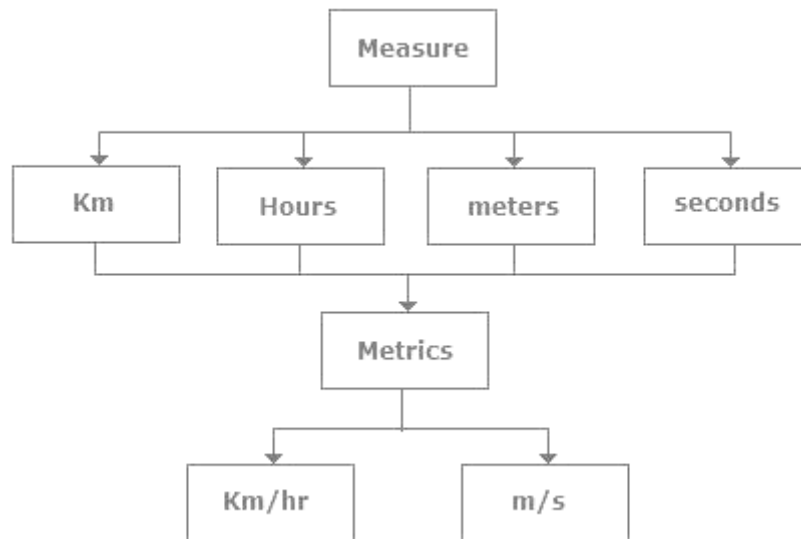 Measure
Km
Hours
meters
seconds
Metrics
Km/hr
m/s